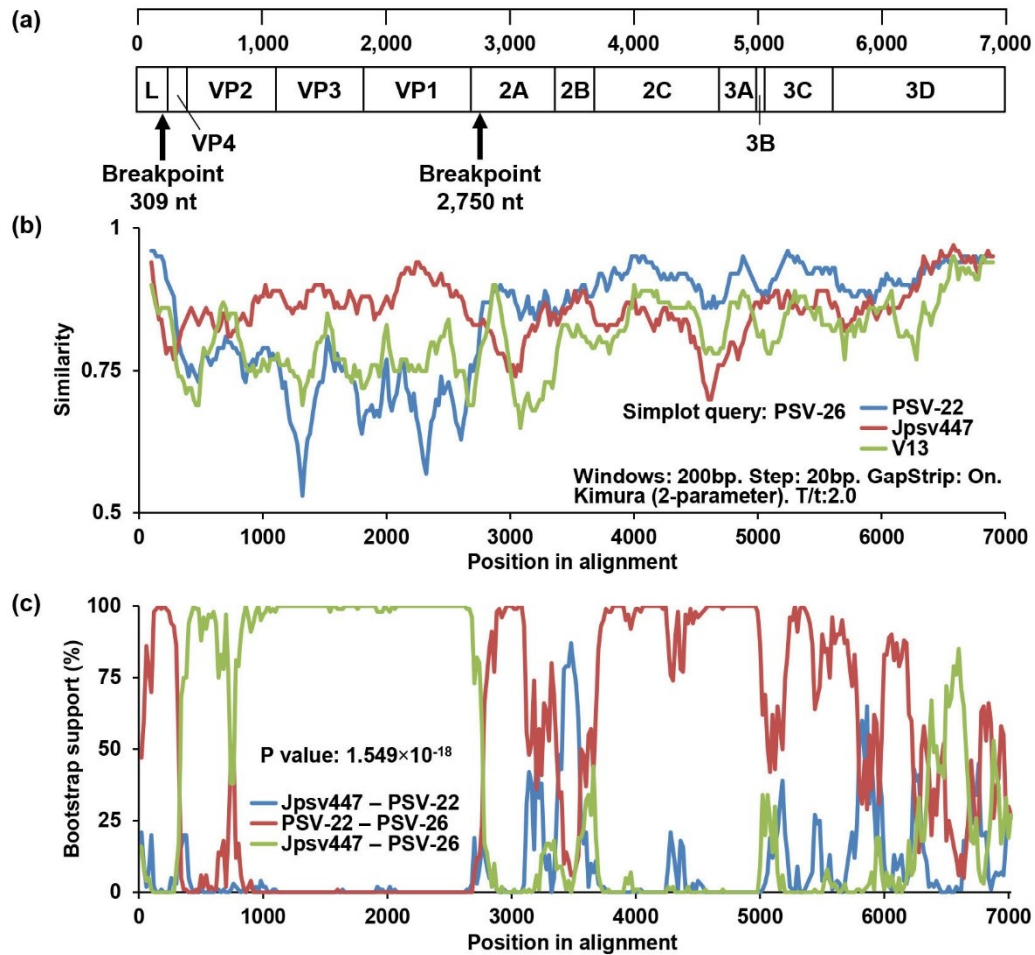 (a)
0 1,000 2,000 3,000 4,000 5,000 6,000 7,000
L VP2 VP3 VP1 2A 2B 2C 3A 3C 3D
VP4 3B
Breakpoint Breakpoint
309 nt 2,750 nt
(b)
1
0.75
0.5
Similarity
Simplot query: PSV-26
PSV-22
Jpsv447
V13
Windows: 200bp. Step: 20bp. GapStrip: On.
Kimura (2-parameter). T/t:2.0
0 1000 2000 3000 4000 5000 6000 7000
Position in alignment
(c)
100
75
50
25
0
Bootstrap support (%)
P value: 1.549×10⁻¹⁸
Jpsv447 – PSV-22
PSV-22 – PSV-26
Jpsv447 – PSV-26
0 1000 2000 3000 4000 5000 6000 7000
Position in alignment